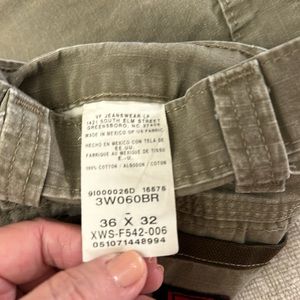 VF JEANSWEAR LP
1421 SOUTH ELM STREET
GREENSBORO, NC 27406
MADE IN MEXICO OF US FABRIC
HECHO EN MEXICO CON TELA DE
EE.UU.
FABRIQUE AU MEXIQUE DE TISSU
E.-U.
100% COTTON / ALGODON / COTON
91000026D 16576
3W060BR
-
36 X 32
XWS-F542-006
051071448994